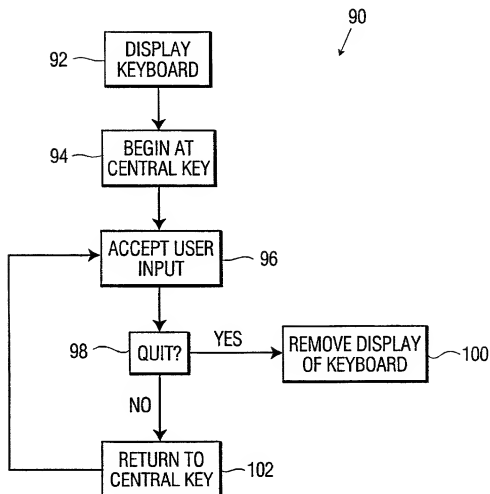 90
92
DISPLAY
KEYBOARD
94
BEGIN AT
CENTRAL KEY
ACCEPT USER
INPUT
96
98
QUIT?
YES
REMOVE DISPLAY
OF KEYBOARD
100
NO
RETURN TO
CENTRAL KEY
102